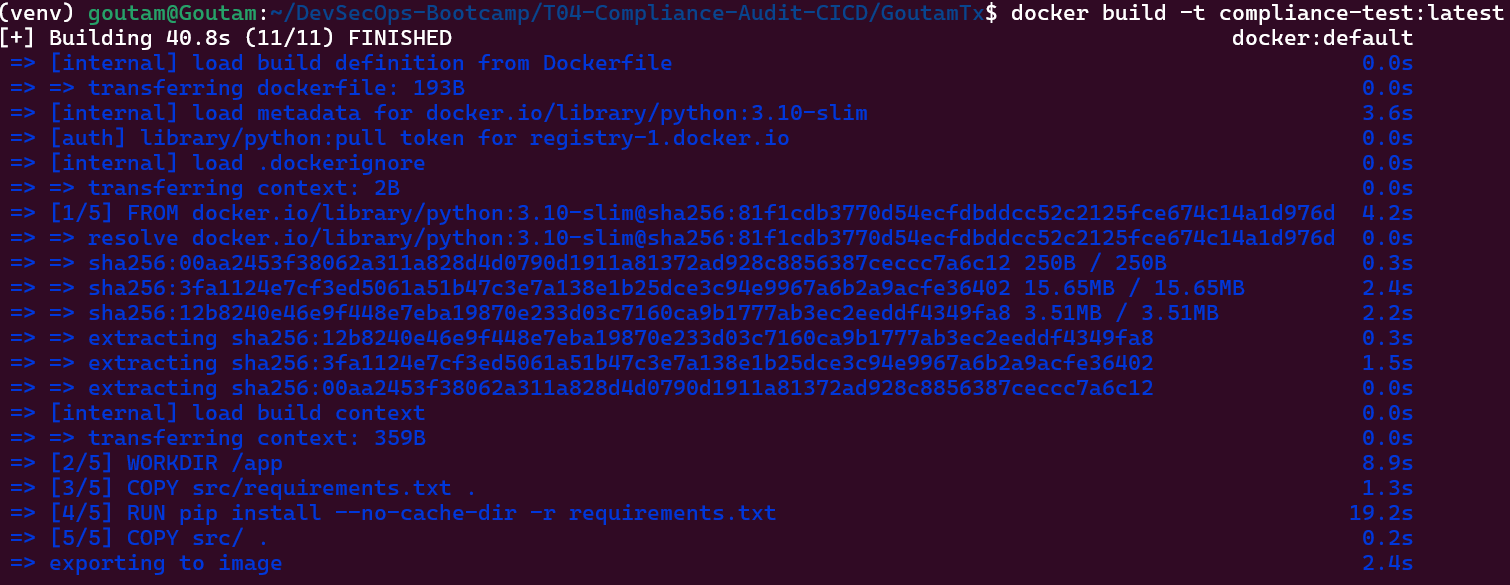 (venv) goutam@Goutam:~/DevSecOps-Bootcamp/T04-Compliance-Audit-CICD/GoutamTx$ docker build -t compliance-test:latest
[+] Building 40.8s (11/11) FINISHED docker:default
=> [internal] load build definition from Dockerfile 0.0s
=> => transferring dockerfile: 193B 0.0s
=> [internal] load metadata for docker.io/library/python:3.10-slim 3.6s
=> [auth] library/python:pull token for registry-1.docker.io 0.0s
=> [internal] load .dockerignore 0.0s
=> => transferring context: 2B 0.0s
=> [1/5] FROM docker.io/library/python:3.10-slim@sha256:81f1cdb3770d54ecfdbddcc52c2125fce674c14a1d976d 4.2s
=> => resolve docker.io/library/python:3.10-slim@sha256:81f1cdb3770d54ecfdbddcc52c2125fce674c14a1d976d 0.0s
=> => sha256:00aa2453f38062a311a828d4d0790d1911a81372ad928c8856387ceccc7a6c12 250B / 250B 0.3s
=> => sha256:3fa1124e7cf3ed5061a51b47c3e7a138e1b25dce3c94e9967a6b2a9acfe36402 15.65MB / 15.65MB 2.4s
=> => sha256:12b8240e46e9f448e7eba19870e233d03c7160ca9b1777ab3ec2eeddf4349fa8 3.51MB / 3.51MB 2.2s
=> => extracting sha256:12b8240e46e9f448e7eba19870e233d03c7160ca9b1777ab3ec2eeddf4349fa8 0.3s
=> => extracting sha256:3fa1124e7cf3ed5061a51b47c3e7a138e1b25dce3c94e9967a6b2a9acfe36402 1.5s
=> => extracting sha256:00aa2453f38062a311a828d4d0790d1911a81372ad928c8856387ceccc7a6c12 0.0s
=> [internal] load build context 0.0s
=> => transferring context: 359B 0.0s
=> [2/5] WORKDIR /app 8.9s
=> [3/5] COPY src/requirements.txt . 1.3s
=> [4/5] RUN pip install --no-cache-dir -r requirements.txt 19.2s
=> [5/5] COPY src/ . 0.2s
=> exporting to image 2.4s